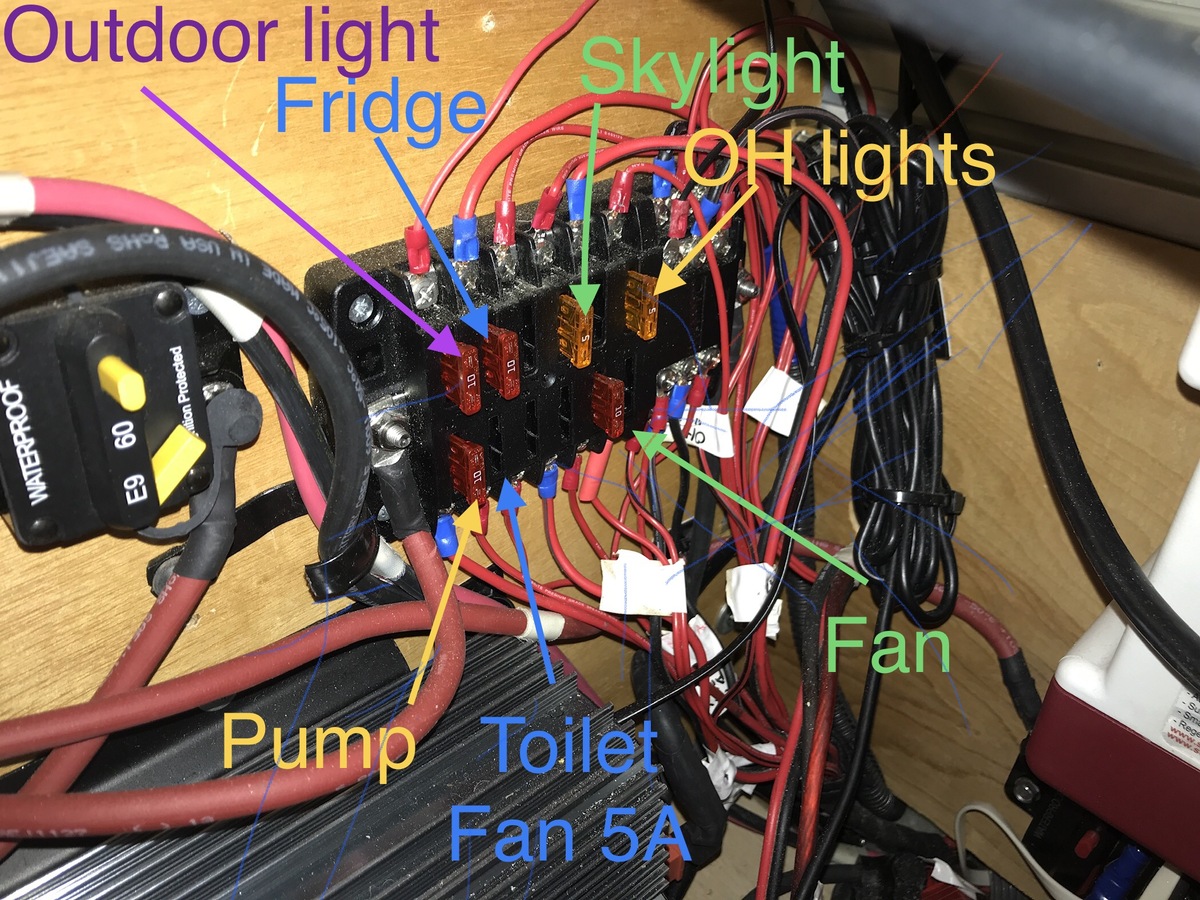 Outdoor light
Fridge
Skylight
OH lights
10
10
5
5
10
10
WATERPROOF
E9 60
ition Protected
Pump
Toilet
Fan 5A
Fan